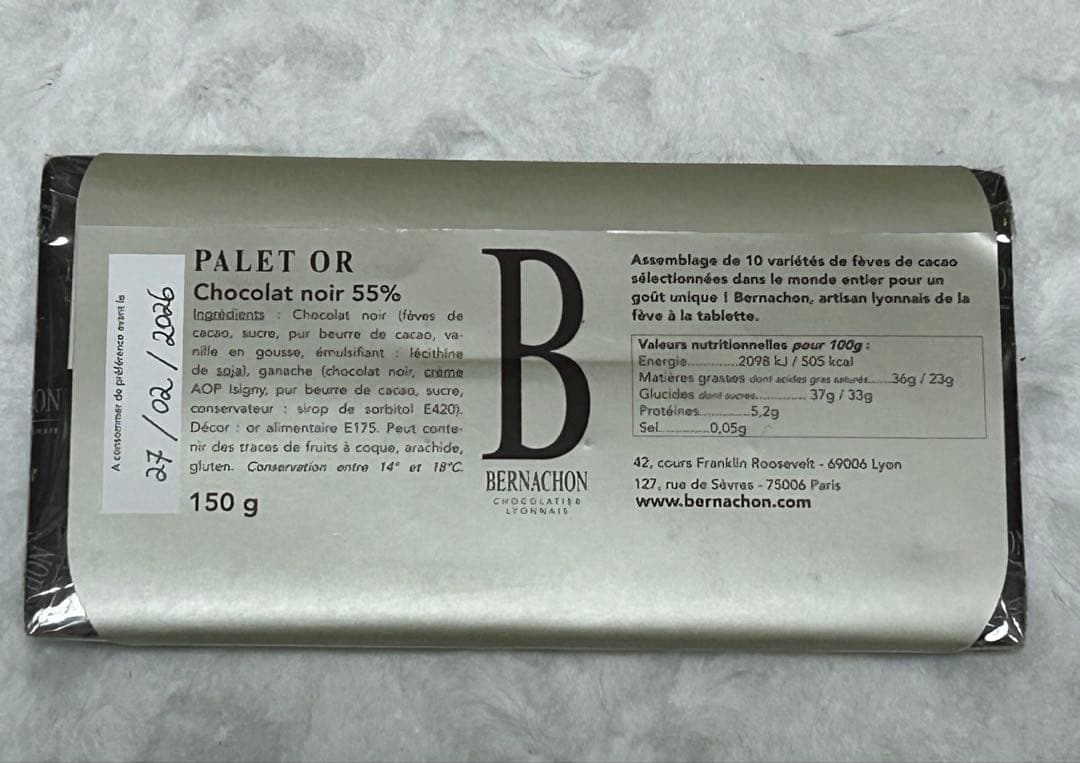 A consommer de préférence avant le
27/02/2026
PALET OR
Chocolat noir 55%
Ingrédients : Chocolat noir (fèves de
cacao, sucre, pur beurre de cacao, va-
nille en gousse, émulsifiant : lécithine
de soja), ganache (chocolat noir, crème
AOP Isigny, pur beurre de cacao, sucre,
conservateur : sirop de sorbitol E420).
Décor : or alimentaire E175. Peut conte-
nir des traces de fruits à coque, arachide,
gluten. Conservation entre 14° et 18°C.
150 g
B
BERNACHON
CHOCOLATIER
LYONNAIS
Assemblage de 10 variétés de fèves de cacao
sélectionnées dans le monde entier pour un
goût unique ! Bernachon, artisan lyonnais de la
fève à la tablette.
Valeurs nutritionnelles pour 100g :
Energie..............2098 kJ / 505 kcal
Matières grasses dont acides gras saturés......36g / 23g
Glucides dont sucres.............. 37g / 33g
Protéines..............5,2g
Sel..............0,05g
42, cours Franklin Roosevelt - 69006 Lyon
127, rue de Sèvres - 75006 Paris
www.bernachon.com